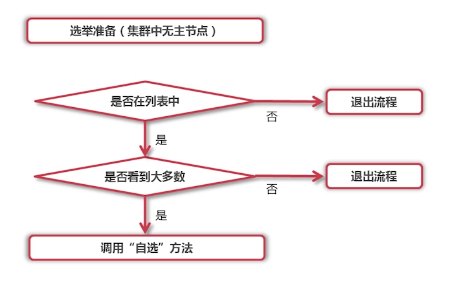 选举准备（集群中无主节点）
是否在列表中
退出流程
否
是
是否看到大多数
退出流程
否
是
调用“自选”方法